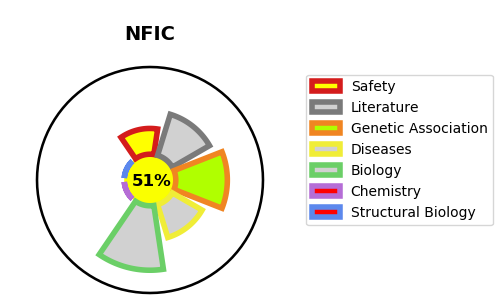 NFIC
51%
Safety
Literature
Genetic Association
Diseases
Biology
Chemistry
Structural Biology